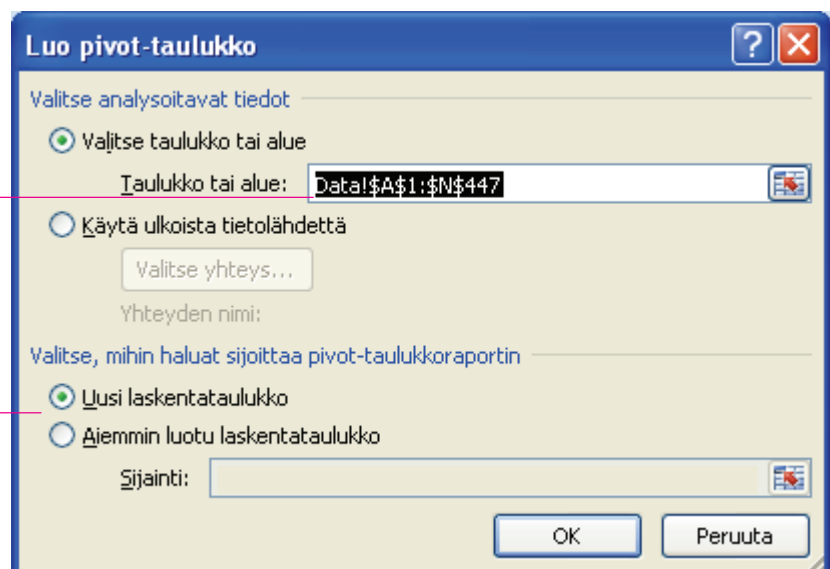 Luo pivot-taulukko
Valitse analysoitavat tiedot
Valitse taulukko tai alue
Taulukko tai alue: Data!$A$1:$N$447
Käytä ulkoista tietolähdettä
Valitse yhteys...
Yhteyden nimi:
Valitse, mihin haluat sijoittaa pivot-taulukkoraportin
Uusi laskentataulukko
Aiemmin luotu laskentataulukko
Sijainti:
OK Peruuta